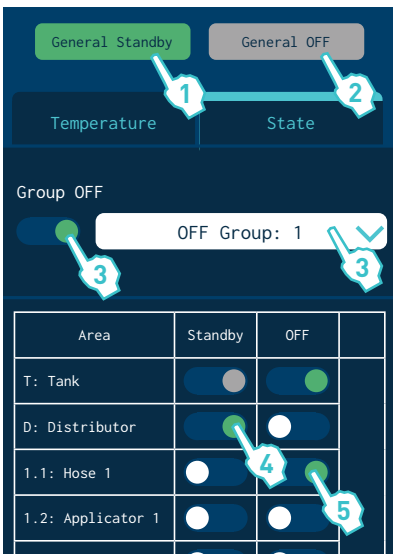 General Standby General OFF
1 2
Temperature State
Group OFF
OFF Group: 1
3 3
Area Standby OFF
T: Tank
D: Distributor
4
1.1: Hose 1
5
1.2: Applicator 1